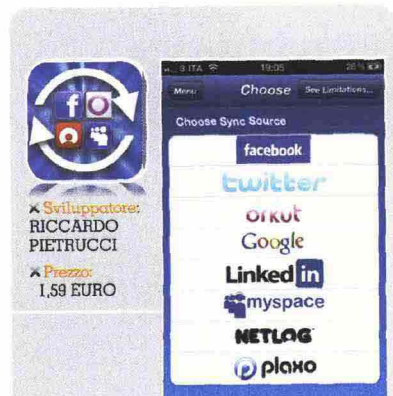 3 ITA 19:05
Menu Choose See Limitations...
Choose Sync Source
facebook
twitter
orkut
Google
Linked in
myspace
NETLOG
plaxo
× Sviluppatore:
RICCARDO
PIETRUCCI
× Prezzo:
1,59 EURO